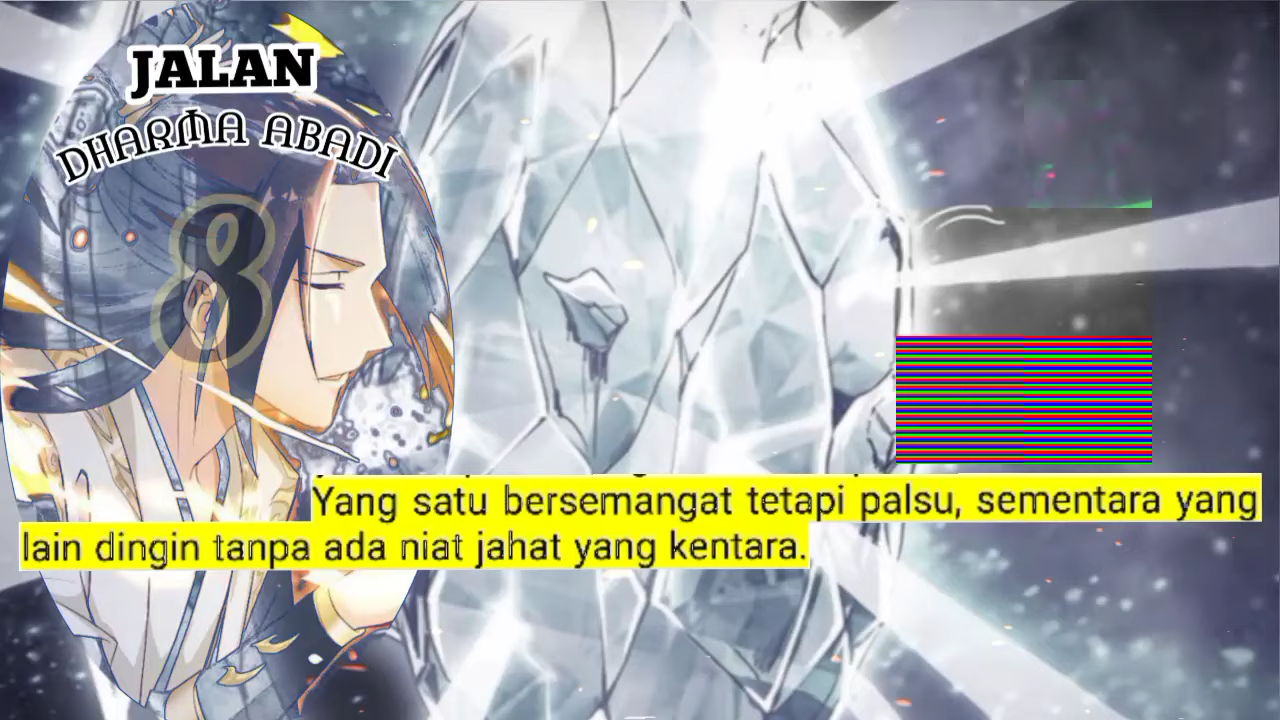 JALAN
DHARMA ABADI
8
Yang satu bersemangat tetapi palsu, sementara yang
lain dingin tanpa ada niat jahat yang kentara.